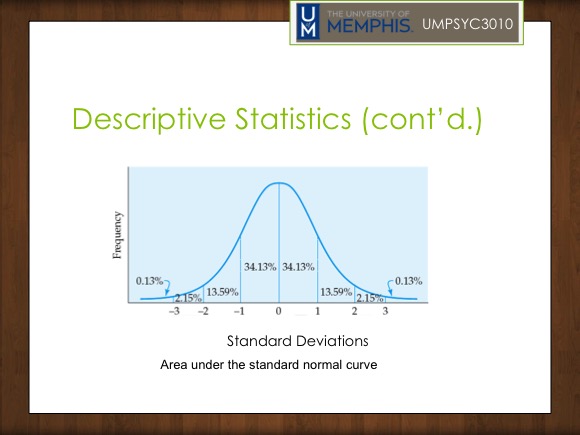 UM THE UNIVERSITY OF
MEMPHIS. UMPSYC3010
Descriptive Statistics (cont’d.)
Frequency
34.13% 34.13%
0.13% 0.13%
2.15% 13.59% 13.59% 2.15%
–3 –2 –1 0 1 2 3
Standard Deviations
Area under the standard normal curve